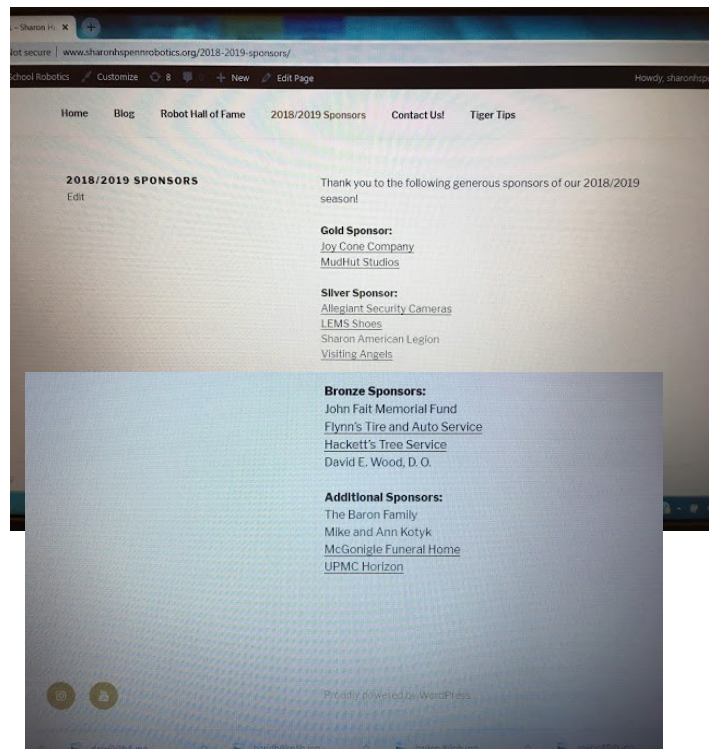 – Sharon Hi
Not secure | www.sharonhspennrobotics.org/2018-2019-sponsors/
School Robotics Customize 8 0 + New Edit Page Howdy, sharonhsp
Home Blog Robot Hall of Fame 2018/2019 Sponsors Contact Us! Tiger Tips
2018/2019 SPONSORS
Edit
Thank you to the following generous sponsors of our 2018/2019
season!
Gold Sponsor:
Joy Cone Company
MudHut Studios
Silver Sponsor:
Allegiant Security Cameras
LEMS Shoes
Sharon American Legion
Visiting Angels
Bronze Sponsors:
John Fait Memorial Fund
Flynn's Tire and Auto Service
Hackett's Tree Service
David E. Wood, D. O.
Additional Sponsors:
The Baron Family
Mike and Ann Kotyk
McGonigle Funeral Home
UPMC Horizon
Proudly powered by WordPress